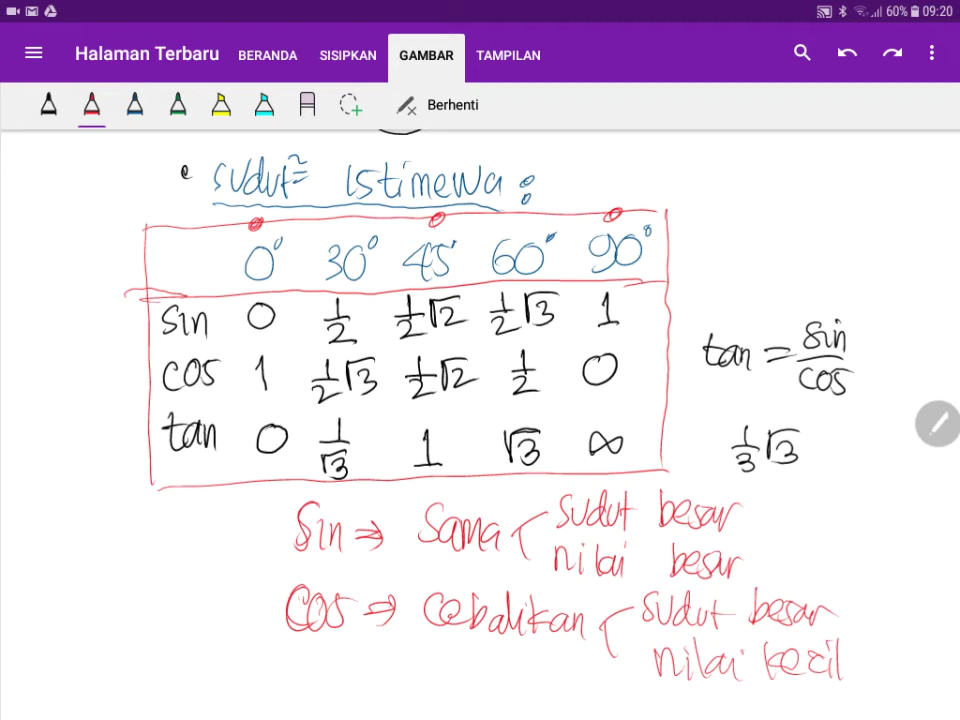 60% 09:20
Halaman Terbaru BERANDA SISIPKAN GAMBAR TAMPILAN
Berhenti
sudut² istimewa :
0° 30° 45° 60° 90°
sin 0 1/2 1/2√2 1/2√3 1
cos 1 1/2√3 1/2√2 1/2 0
tan 0 1/√3 1 √3 ∞
tan = sin/cos
1/3√3
Sin ⇒ Sama < sudut besar
nilai besar
Cos ⇒ Cebalikan < sudut besar
nilai kecil